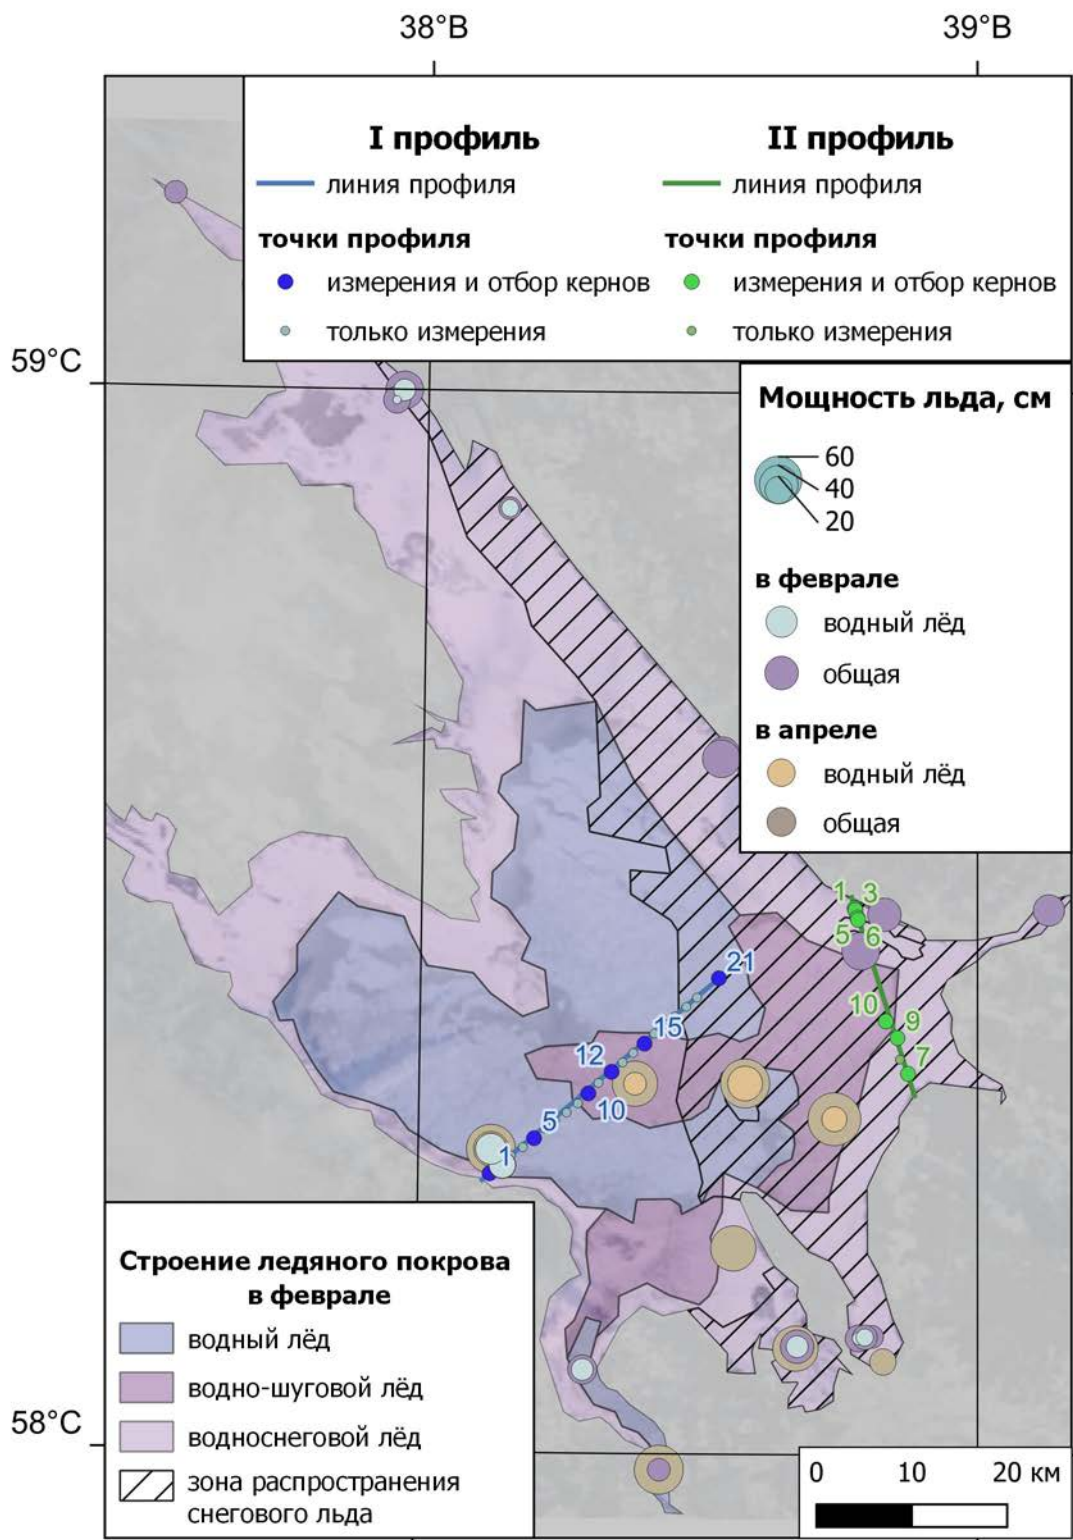 38°В 39°В
I профиль II профиль
линия профиля линия профиля
точки профиля точки профиля
измерения и отбор кернов измерения и отбор кернов
только измерения только измерения
59°С
Мощность льда, см
60
40
20
в феврале
водный лёд
общая
в апреле
водный лёд
общая
1 3
5 6
21
10
9
15
7
12
10
5
1
Строение ледяного покрова
в феврале
водный лёд
водно-шуговой лёд
водноснеговой лёд
зона распространения
снегового льда
58°С
0 10 20 км